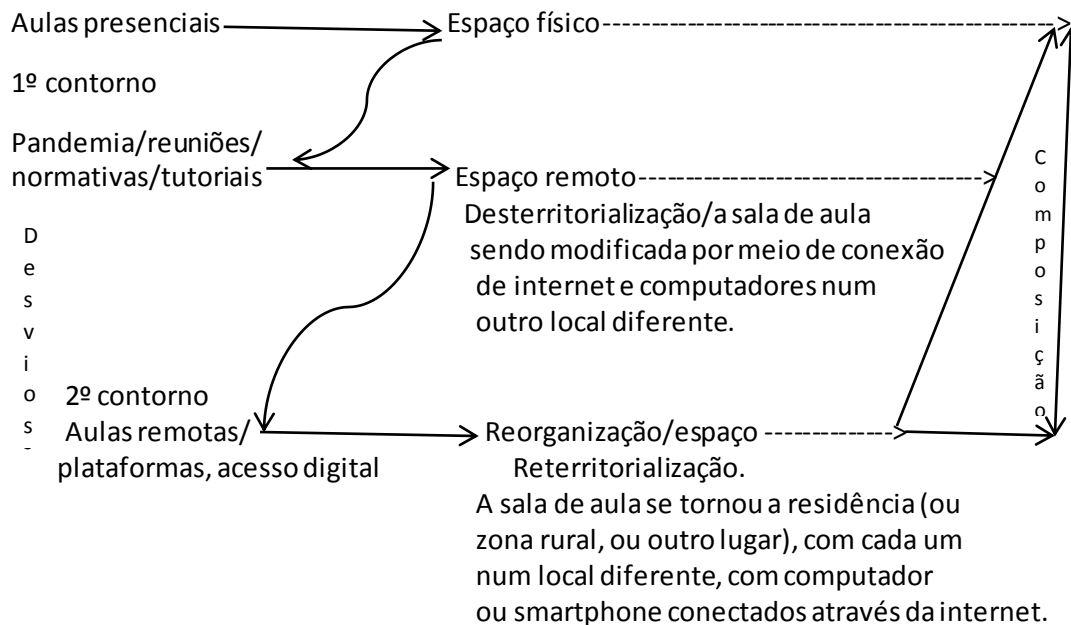 Aulas presenciais Espaço físico
1º contorno
Pandemia/reuniões/
normativas/tutoriais Espaço remoto
Desterritorialização/a sala de aula
sendo modificada por meio de conexão
de internet e computadores num
outro local diferente.
Desvios
2º contorno
Aulas remotas/ Reorganização/espaço
plataformas, acesso digital Reterritorialização.
A sala de aula se tornou a residência (ou
zona rural, ou outro lugar), com cada um
num local diferente, com computador
ou smartphone conectados através da internet.
Composição